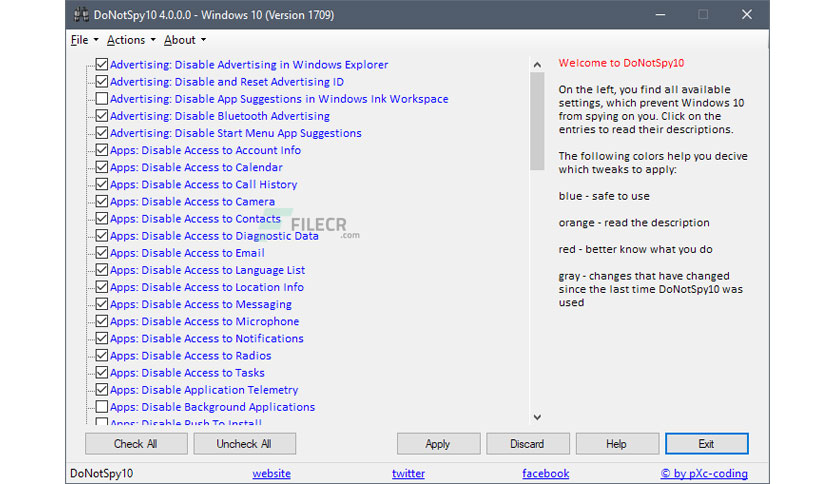 DoNotSpy10 4.0.0.0 - Windows 10 (Version 1709)
File Actions About
Advertising: Disable Advertising in Windows Explorer
Advertising: Disable and Reset Advertising ID
Advertising: Disable App Suggestions in Windows Ink Workspace
Advertising: Disable Bluetooth Advertising
Advertising: Disable Start Menu App Suggestions
Apps: Disable Access to Account Info
Apps: Disable Access to Calendar
Apps: Disable Access to Call History
Apps: Disable Access to Camera
Apps: Disable Access to Contacts
Apps: Disable Access to Diagnostic Data
Apps: Disable Access to Email
Apps: Disable Access to Language List
Apps: Disable Access to Location Info
Apps: Disable Access to Messaging
Apps: Disable Access to Microphone
Apps: Disable Access to Notifications
Apps: Disable Access to Radios
Apps: Disable Access to Tasks
Apps: Disable Application Telemetry
Apps: Disable Background Applications
Apps: Disable Push To Install
FILECR
.com
Welcome to DoNotSpy10
On the left, you find all available
settings, which prevent Windows 10
from spying on you. Click on the
entries to read their descriptions.
The following colors help you decive
which tweaks to apply:
blue - safe to use
orange - read the description
red - better know what you do
gray - changes that have changed
since the last time DoNotSpy10 was
used
Check All Uncheck All Apply Discard Help Exit
DoNotSpy10 website twitter facebook © by pXc-coding